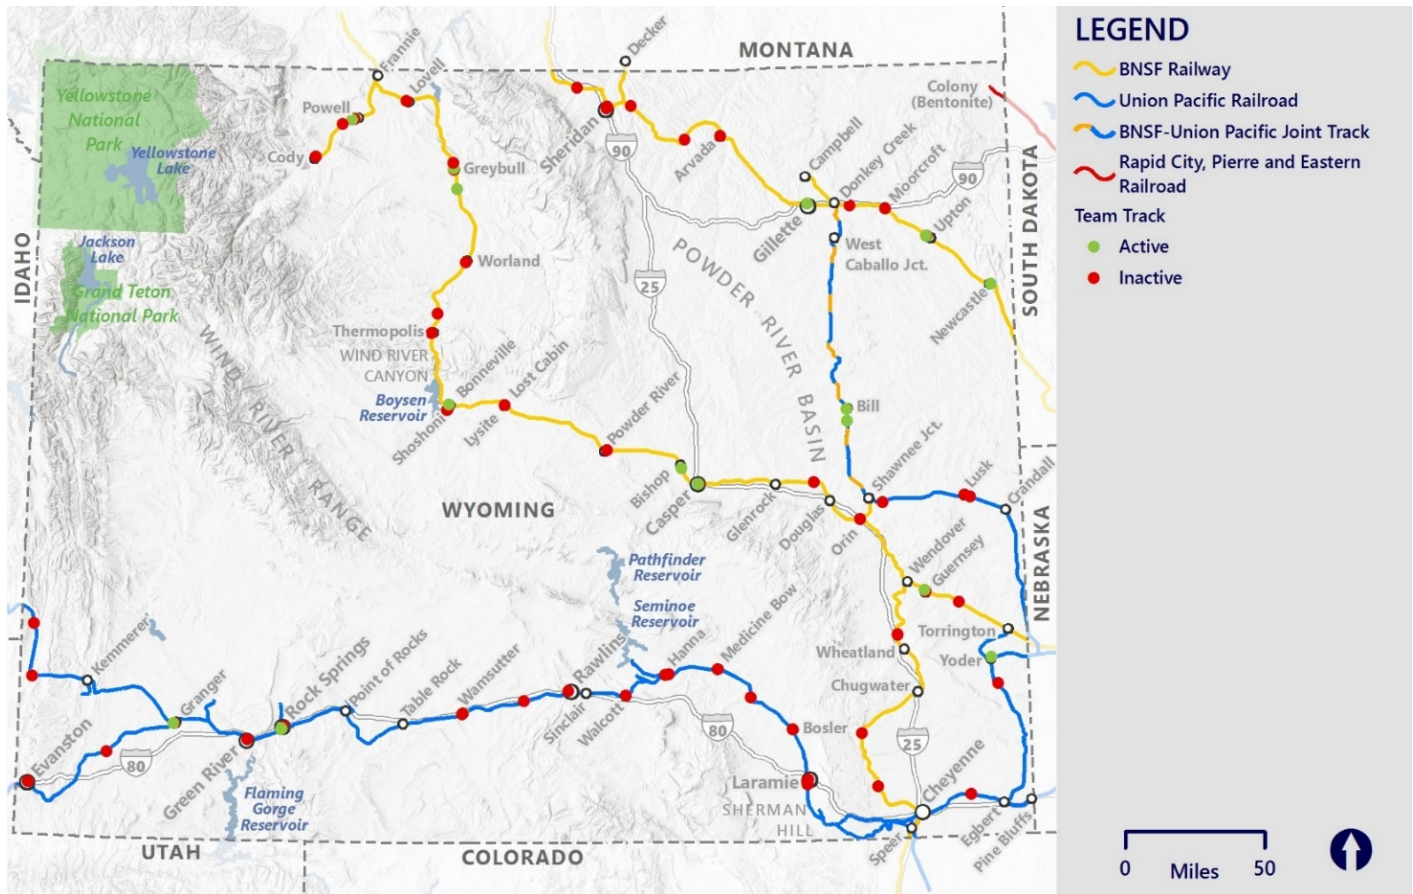 MONTANA
Decker
Frannie
Lovell
Powell
Cody
Greybull
Yellowstone
National
Park
Yellowstone
Lake
Jackson
Lake
Grand Teton
National Park
IDAHO
Sheridan
90
Arvada
Campbell
Donkey Creek
Moorcroft
Colony
(Bentonite)
90
Gillette
Upton
West
Caballo Jct.
Newcastle
SOUTH DAKOTA
Worland
25
POWDER RIVER BASIN
Thermopolis
WIND RIVER
CANYON
Boysen
Reservoir
Bonneville
Lost Cabin
Shoshoni
Lysite
Powder River
WIND RIVER RANGE
Bill
WYOMING
Bishop
Casper
Glenrock
Douglas
Orin
Shawnee Jct.
Lusk
Crandall
NEBRASKA
Pathfinder
Reservoir
Seminoe
Reservoir
Wendover
Guernsey
Torrington
Yoder
Wheatland
Chugwater
Kemmerer
Granger
Rock Springs
Point of Rocks
Table Rock
Wamsutter
Rawlins
Sinclair
Walcott
Hanna
Medicine Bow
Bosler
80
25
Evanston
80
Green River
Flaming
Gorge
Reservoir
Laramie
SHERMAN
HILL
Cheyenne
Speer
Egbert
Pine Bluffs
UTAH
COLORADO
LEGEND
BNSF Railway
Union Pacific Railroad
BNSF-Union Pacific Joint Track
Rapid City, Pierre and Eastern
Railroad
Team Track
Active
Inactive
0
50
Miles